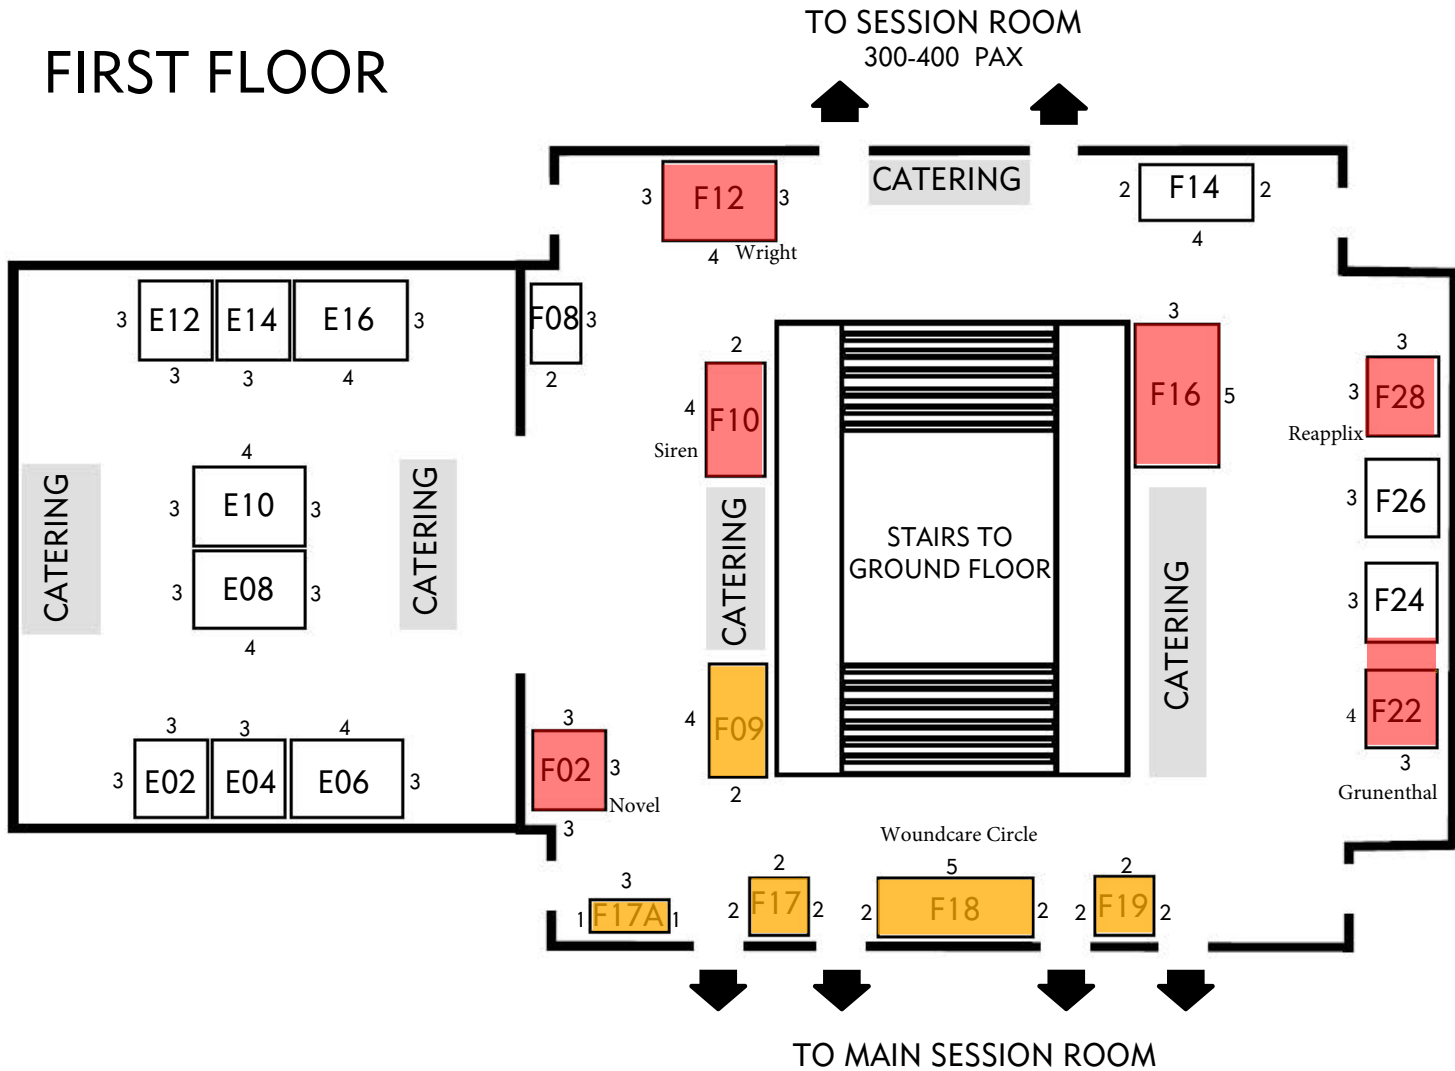 TO SESSION ROOM
300-400 PAX
FIRST FLOOR
CATERING
3 F12 3
4 Wright
2 F14 2
4
3 E12 E14 E16 3
3 3 4
F08 3
2
2
4 F10
Siren
3
F16 5
3
3 F28
Reapplix
3 F26
3 F24
4 F22
3
Grunenthal
4
3 E10 3
3 E08 3
4
CATERING
CATERING
CATERING
STAIRS TO
GROUND FLOOR
CATERING
3 3 4
3 E02 E04 E06 3
3
F02 3
Novel
3
4 F09
2
Woundcare Circle
3
1 F17A 1
2
2 F17 2
5
2 F18 2
2
2 F19 2
TO MAIN SESSION ROOM